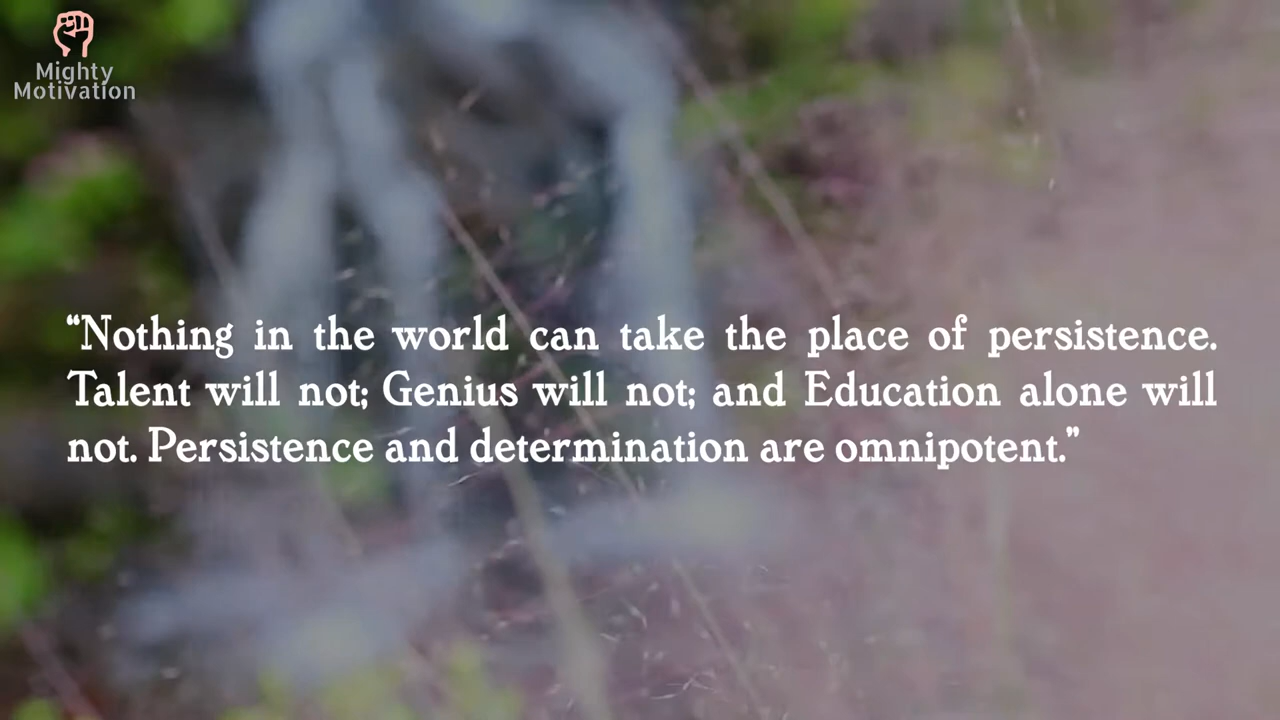 Mighty
Motivation
“Nothing in the world can take the place of persistence.
Talent will not; Genius will not; and Education alone will
not. Persistence and determination are omnipotent.”